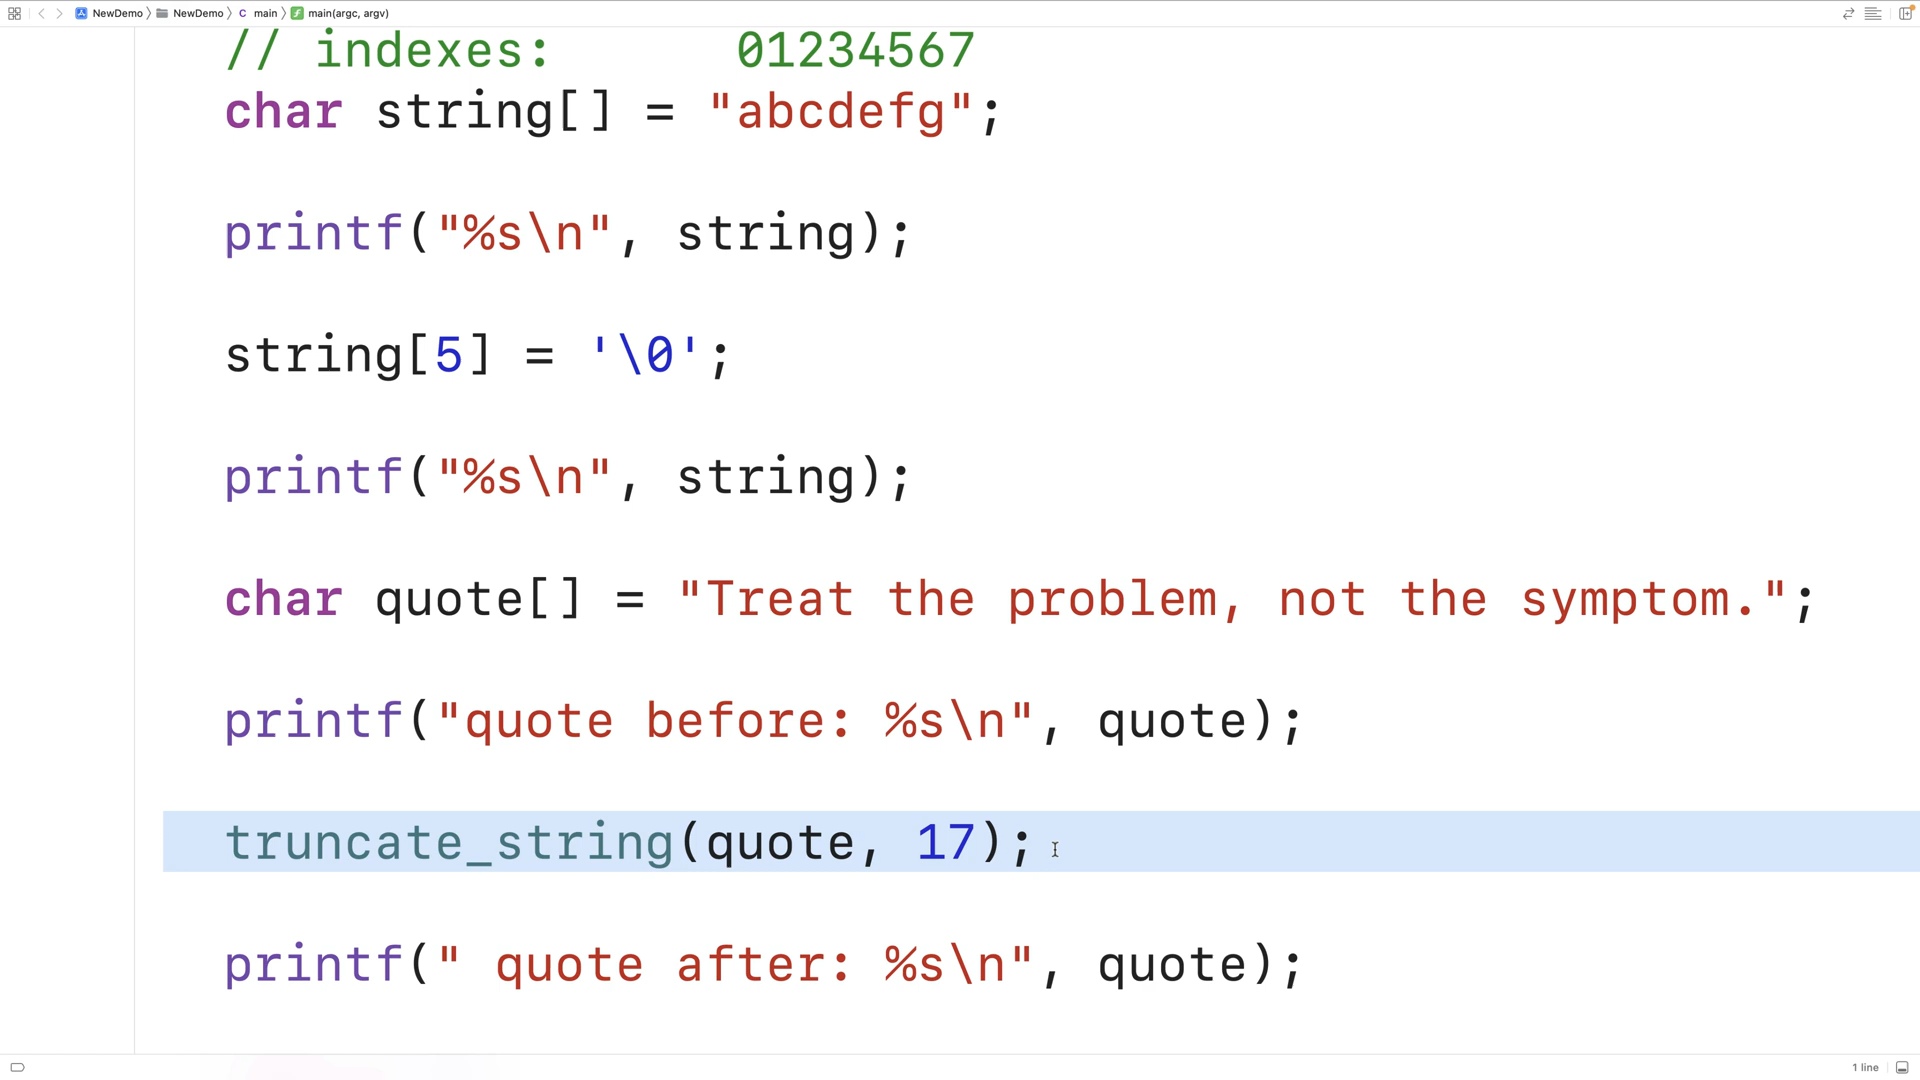 NewDemo NewDemo C main f main(argc, argv)
// indexes:      01234567
char string[] = "abcdefg";
printf("%s\n", string);
string[5] = '\0';
printf("%s\n", string);
char quote[] = "Treat the problem, not the symptom.";
printf("quote before: %s\n", quote);
truncate_string(quote, 17);
printf(" quote after: %s\n", quote);
1 line